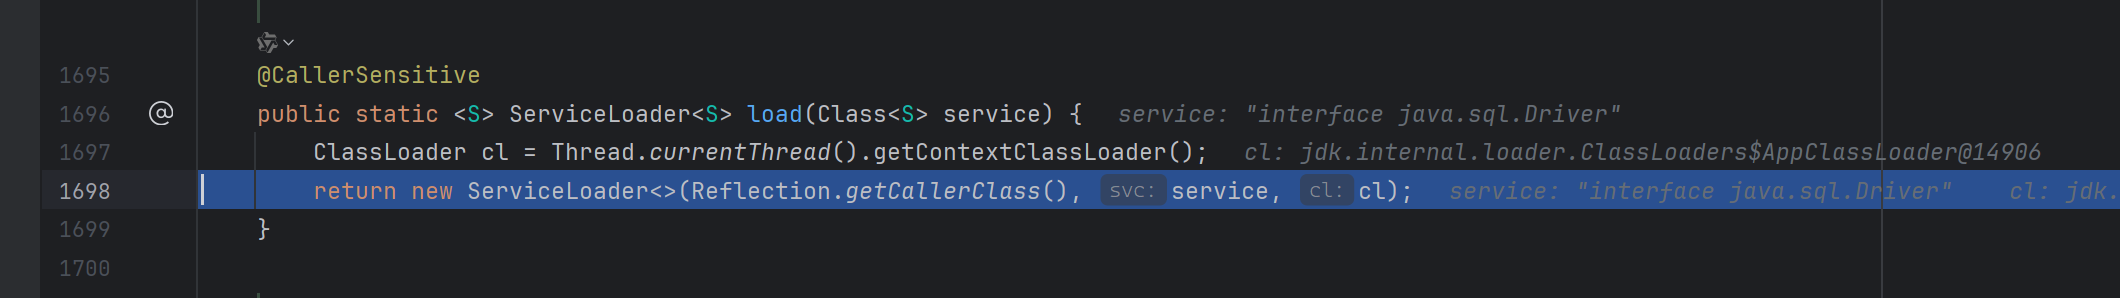 1695 @CallerSensitive
1696 @ public static <S> ServiceLoader<S> load(Class<S> service) { service: "interface java.sql.Driver"
1697 ClassLoader cl = Thread.currentThread().getContextClassLoader(); cl: jdk.internal.loader.ClassLoaders$AppClassLoader@14906
1698 return new ServiceLoader<>(Reflection.getCallerClass(), svc: service, cl: cl); service: "interface java.sql.Driver" cl: jdk.
1699 }
1700